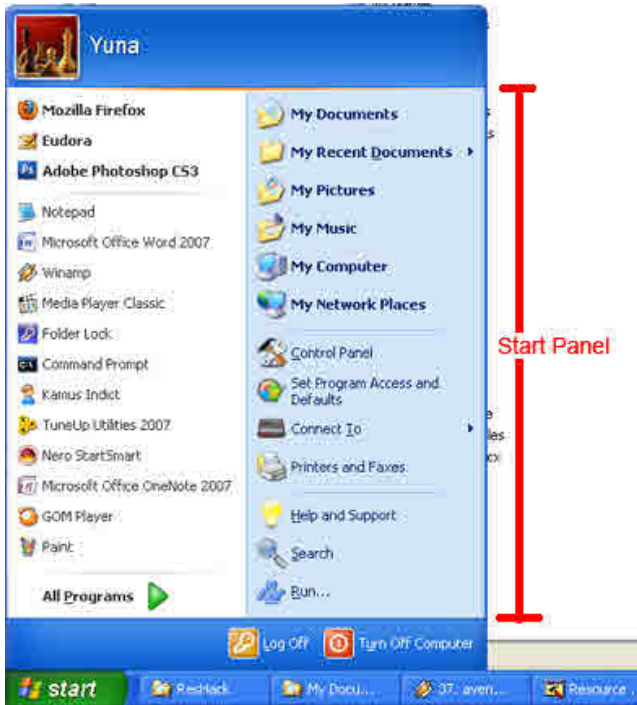 Yuna
Mozilla Firefox
Eudora
Adobe Photoshop CS3
Notepad
Microsoft Office Word 2007
Winamp
Media Player Classic
Folder Lock
Command Prompt
Kamus Indict
TuneUp Utilities 2007
Nero StartSmart
Microsoft Office OneNote 2007
GOM Player
Paint
All Programs
My Documents
My Recent Documents
My Pictures
My Music
My Computer
My Network Places
Control Panel
Set Program Access and
Defaults
Connect To
Printers and Faxes
Help and Support
Search
Run...
Start Panel
Log Off
Turn Off Computer
start
RedHack
My Docu...
07. aven...
Resource